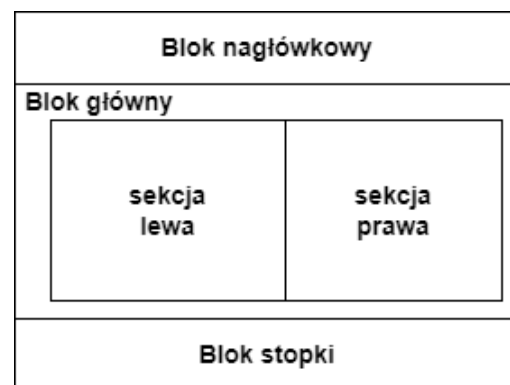 Blok nagłówkowy
Blok główny
sekcja
lewa
sekcja
prawa
Blok stopki